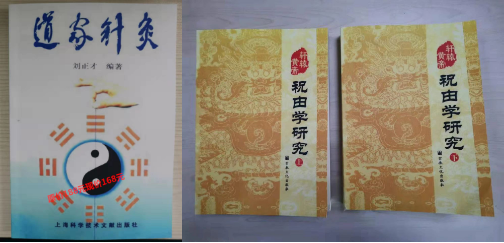 道家针灸
刘正才 编著
上海科学技术文献出版社
轩辕
黄帝
祝由学研究
上
轩辕
黄帝
祝由学研究
下